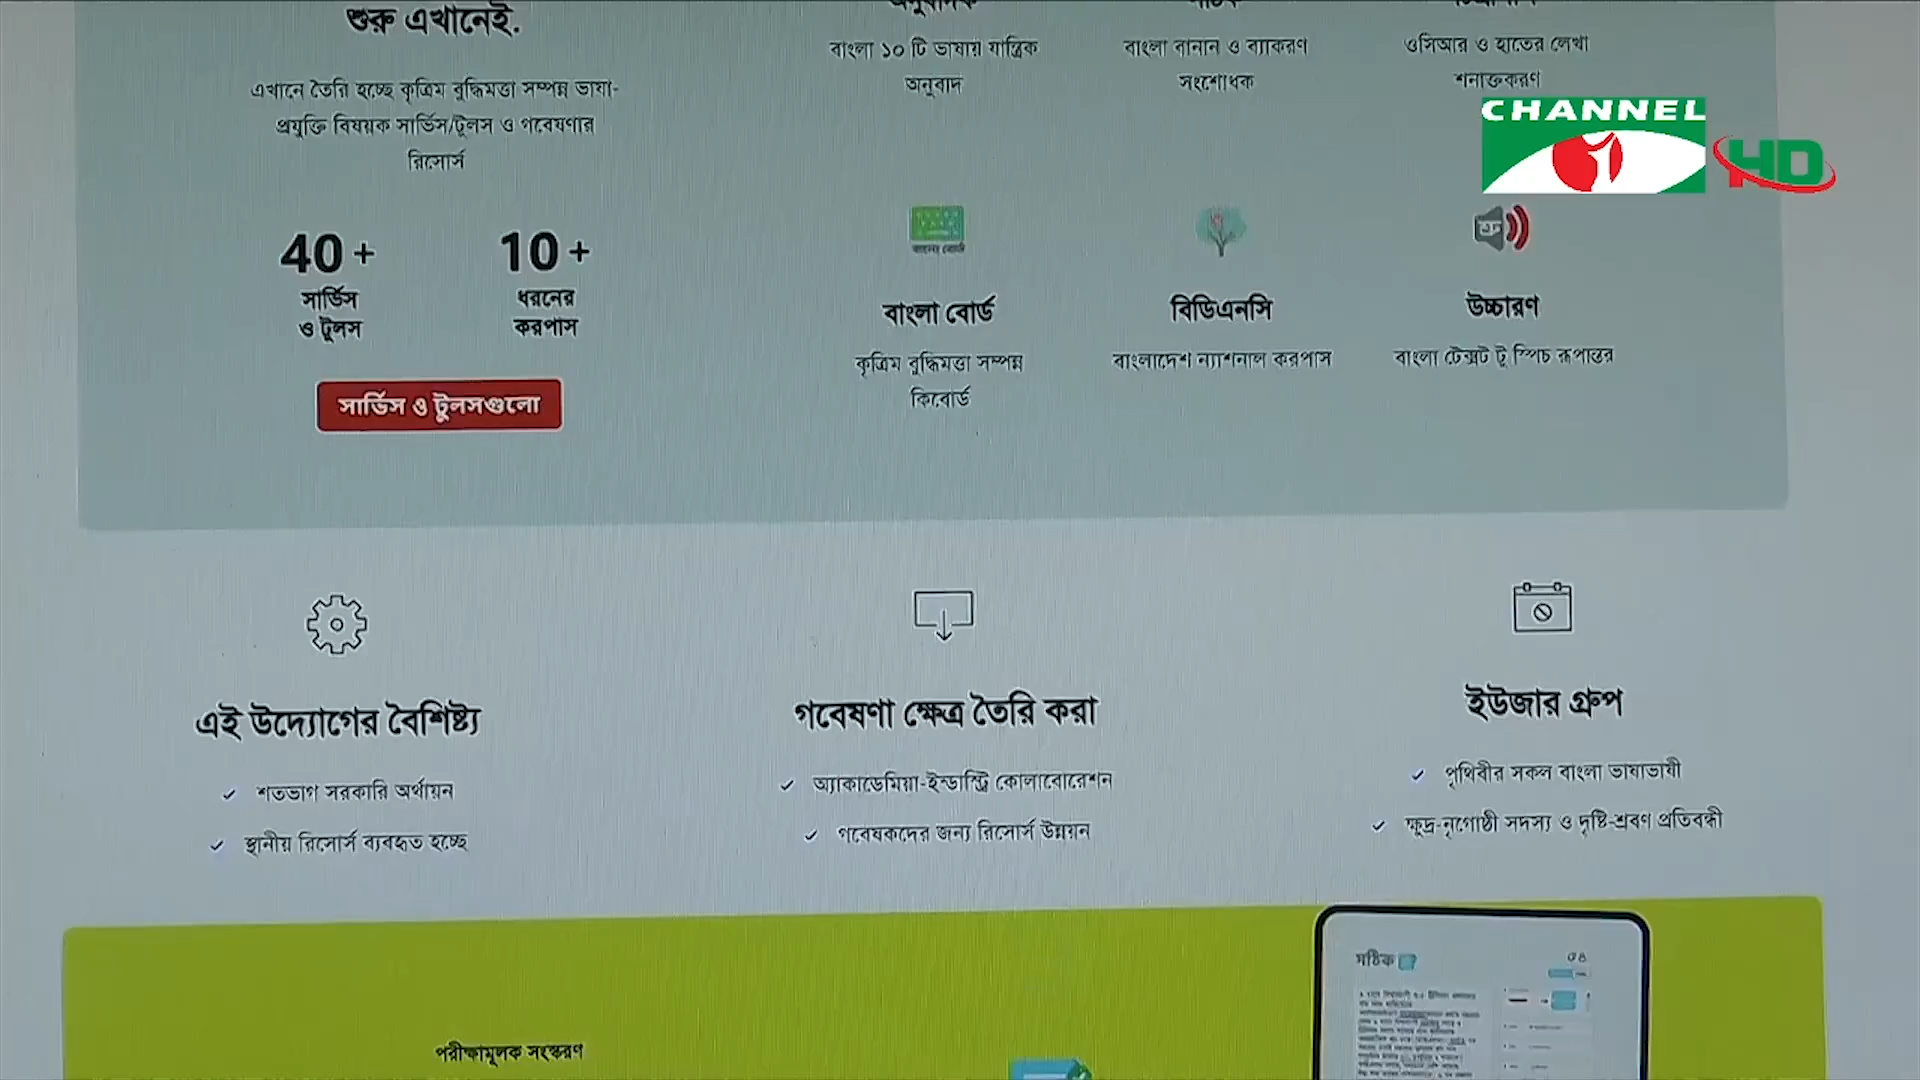 শুরু এখানেই.
এখানে তৈরি হচ্ছে কৃত্রিম বুদ্ধিমত্তা সম্পন্ন ভাষা-
প্রযুক্তি বিষয়ক সার্ভিস/টুলস ও গবেষণার
রিসোর্স
40+
সার্ভিস
ও টুলস
10+
ধরনের
করপাস
সার্ভিস ও টুলসগুলো
বাংলা ১০ টি ভাষায় যান্ত্রিক
অনুবাদ
বাংলা বানান ও ব্যাকরণ
সংশোধক
ওসিআর ও হাতের লেখা
শনাক্তকরণ
CHANNEL
i HD
বাংলা বোর্ড
বাংলা বোর্ড
কৃত্রিম বুদ্ধিমত্তা সম্পন্ন
কিবোর্ড
বিডিএনসি
বাংলাদেশ ন্যাশনাল করপাস
উচ্চারণ
বাংলা টেক্সট টু স্পিচ রূপান্তর
এই উদ্যোগের বৈশিষ্ট্য
শতভাগ সরকারি অর্থায়ন
স্থানীয় রিসোর্স ব্যবহৃত হচ্ছে
গবেষণা ক্ষেত্র তৈরি করা
অ্যাকাডেমিয়া-ইন্ডাস্ট্রি কোলাবোরেশন
গবেষকদের জন্য রিসোর্স উন্নয়ন
ইউজার গ্রুপ
পৃথিবীর সকল বাংলা ভাষাভাষী
ক্ষুদ্র-নৃগোষ্ঠী সদস্য ও দৃষ্টি-শ্রবণ প্রতিবন্ধী
পরীক্ষামূলক সংস্করণ
সঠিক